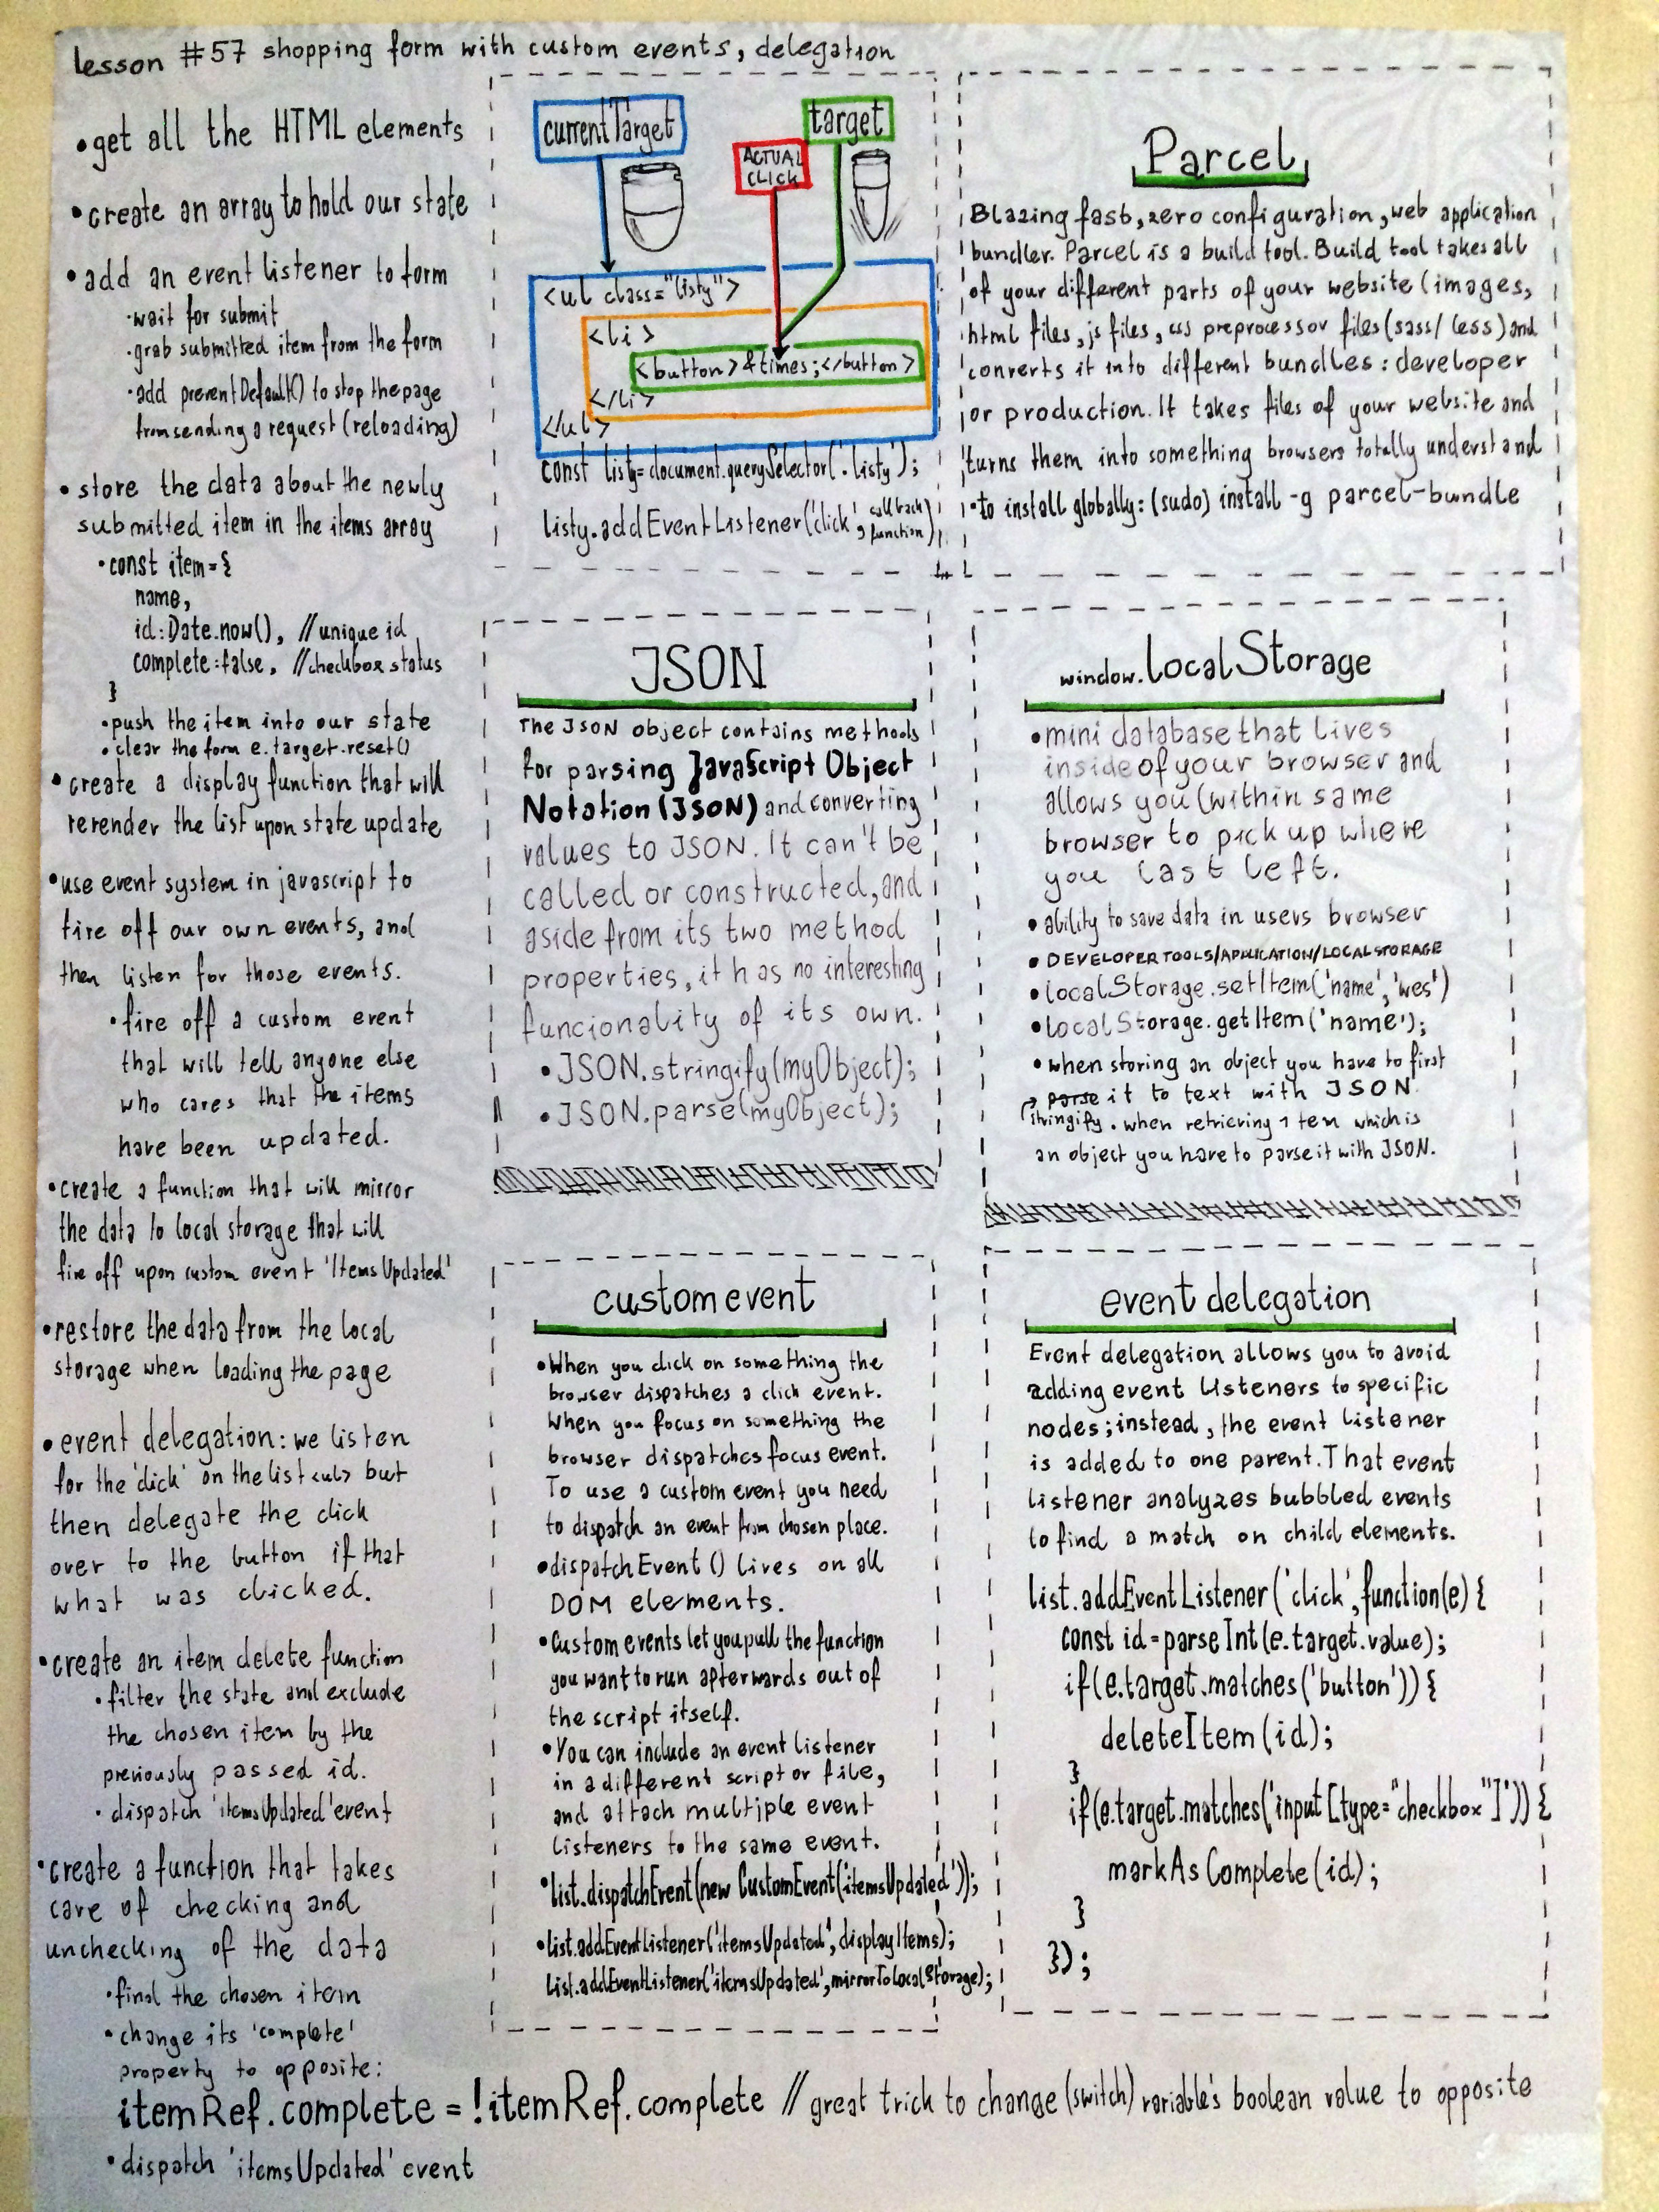 lesson #57 shopping form with custom events, delegation
•get all the HTML elements
•create an array to hold our state
•add an event listener to form
•wait for submit
•grab submitted item from the form
•add preventDefault() to stop the page
from sending a request (reloading)
•store the data about the newly
submitted item in the items array
•const item={
name,
id:Date.now(), //unique id
complete:false, //checkbox status
}
•push the item into our state
•clear the form e.target.reset()
•create a display function that will
rerender the list upon state update
•use event system in javascript to
fire off our own events, and
then listen for those events.
•fire off a custom event
that will tell anyone else
who cares that the items
have been updated.
•create a function that will mirror
the data to local storage that will
fire off upon custom event 'ItemsUpdated'
•restore the data from the local
storage when loading the page
•event delegation: we listen
for the 'click' on the list <ul> but
then delegate the click
over to the button if that
what was clicked.
•create an item delete function
•filter the state and exclude
the chosen item by the
previously passed id.
•dispatch 'itemsUpdated' event
•create a function that takes
care of checking and
unchecking of the data
•find the chosen item
•change its 'complete'
property to opposite:
itemRef.complete = !itemRef.complete // great trick to change (switch) variable's boolean value to opposite
•dispatch 'itemsUpdated' event
currentTarget
target
ACTUAL
CLICK
<ul class="listy">
<li>
<button>&times;</button>
</li>
</ul>
const listy=document.querySelector('.listy');
listy.addEventListener('click', callback
function)
Parcel
Blazing fast, zero configuration, web application
bundler. Parcel is a build tool. Build tool takes all
of your different parts of your website (images,
html files, js files, css preprocessor files (sass/less) and
converts it into different bundles: developer
or production. It takes files of your website and
turns them into something browsers totally understand
•to install globally: (sudo) install -g parcel-bundle
JSON
The JSON object contains methods
for parsing JavaScript Object
Notation (JSON) and converting
values to JSON. It can't be
called or constructed, and
aside from its two method
properties, it has no interesting
funcionality of its own.
•JSON.stringify(myObject);
•JSON.parse(myObject);
window.localStorage
•mini database that lives
inside of your browser and
allows you (within same
browser to pick up where
you last left.
•ability to save data in users browser
•DEVELOPER TOOLS/APPLICATION/LOCAL STORAGE
•localStorage.setItem('name','wes')
•localStorage.getItem('name');
•when storing an object you have to first
parse it to text with JSON
stringify. when retrieving item which is
an object you have to parse it with JSON.
custom event
•When you click on something the
browser dispatches a click event.
When you focus on something the
browser dispatches focus event.
To use a custom event you need
to dispatch an event from chosen place.
•dispatchEvent() lives on all
DOM elements.
•Custom events let you pull the function
you want to run afterwards out of
the script itself.
•You can include an event listener
in a different script or file,
and attach multiple event
listeners to the same event.
•list.dispatchEvent(new CustomEvent('itemsUpdated'));
•list.addEventListener('itemsUpdated', displayItems);
list.addEventListener('itemsUpdated', mirrorToLocalStorage);
event delegation
Event delegation allows you to avoid
adding event listeners to specific
nodes; instead, the event listener
is added to one parent. That event
listener analyzes bubbled events
to find a match on child elements.
list.addEventListener('click', function(e) {
const id=parseInt(e.target.value);
if(e.target.matches('button')) {
deleteItem(id);
}
if(e.target.matches('input[type="checkbox"]')) {
markAsComplete(id);
}
});